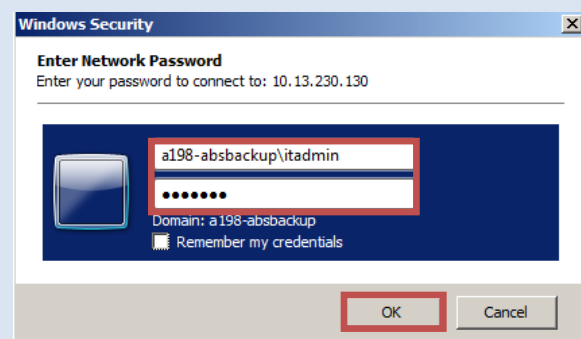 Windows Security
Enter Network Password
Enter your password to connect to: 10.13.230.130
a198-absbackup\itadmin
•••••••
Domain: a198-absbackup
Remember my credentials
OK
Cancel